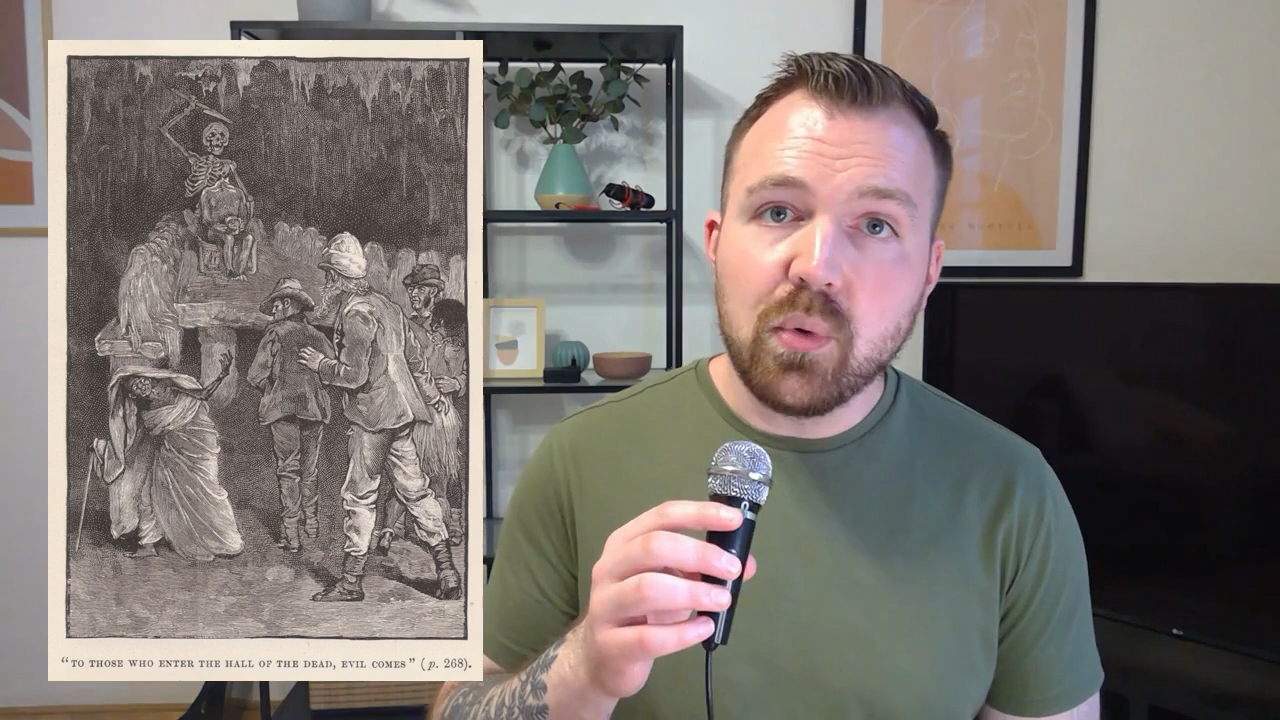 "TO THOSE WHO ENTER THE HALL OF THE DEAD, EVIL COMES" (p. 268).